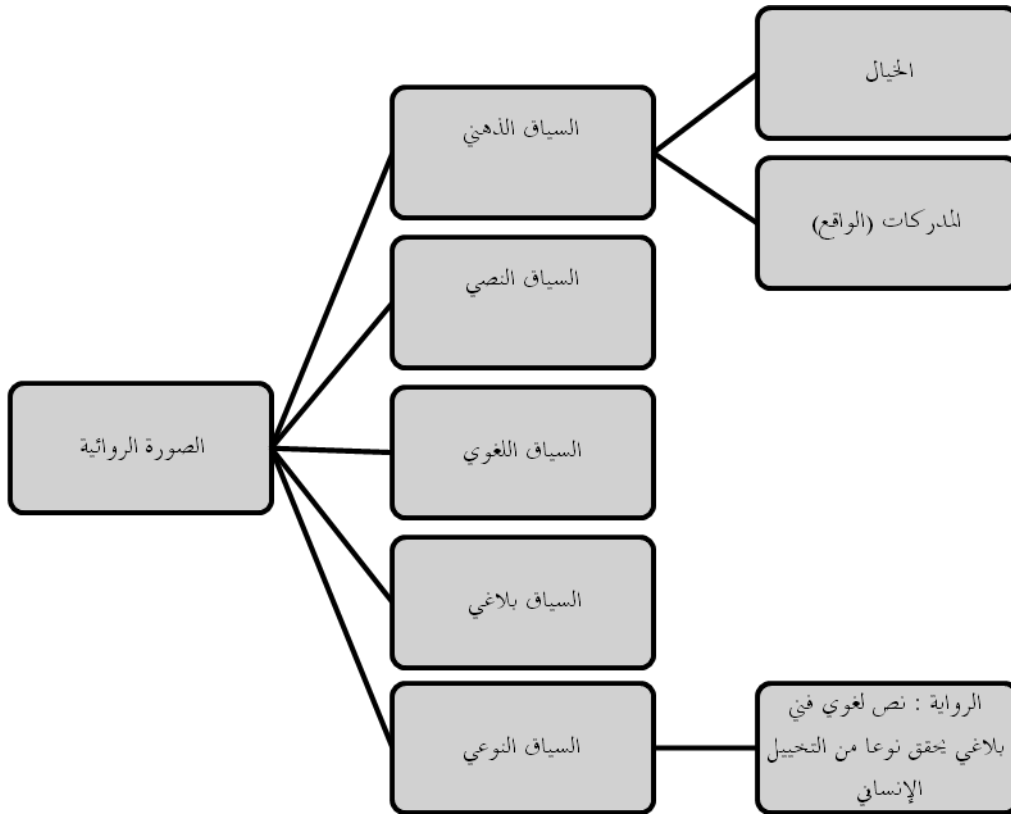 الصورة الروائية
السياق الذهني
الخيال
المدركات (الواقع)
السياق النصي
السياق اللغوي
السياق بلاغي
السياق النوعي
الرواية : نص لغوي فني
بلاغي يحقق نوعا من التخييل
الإنساني